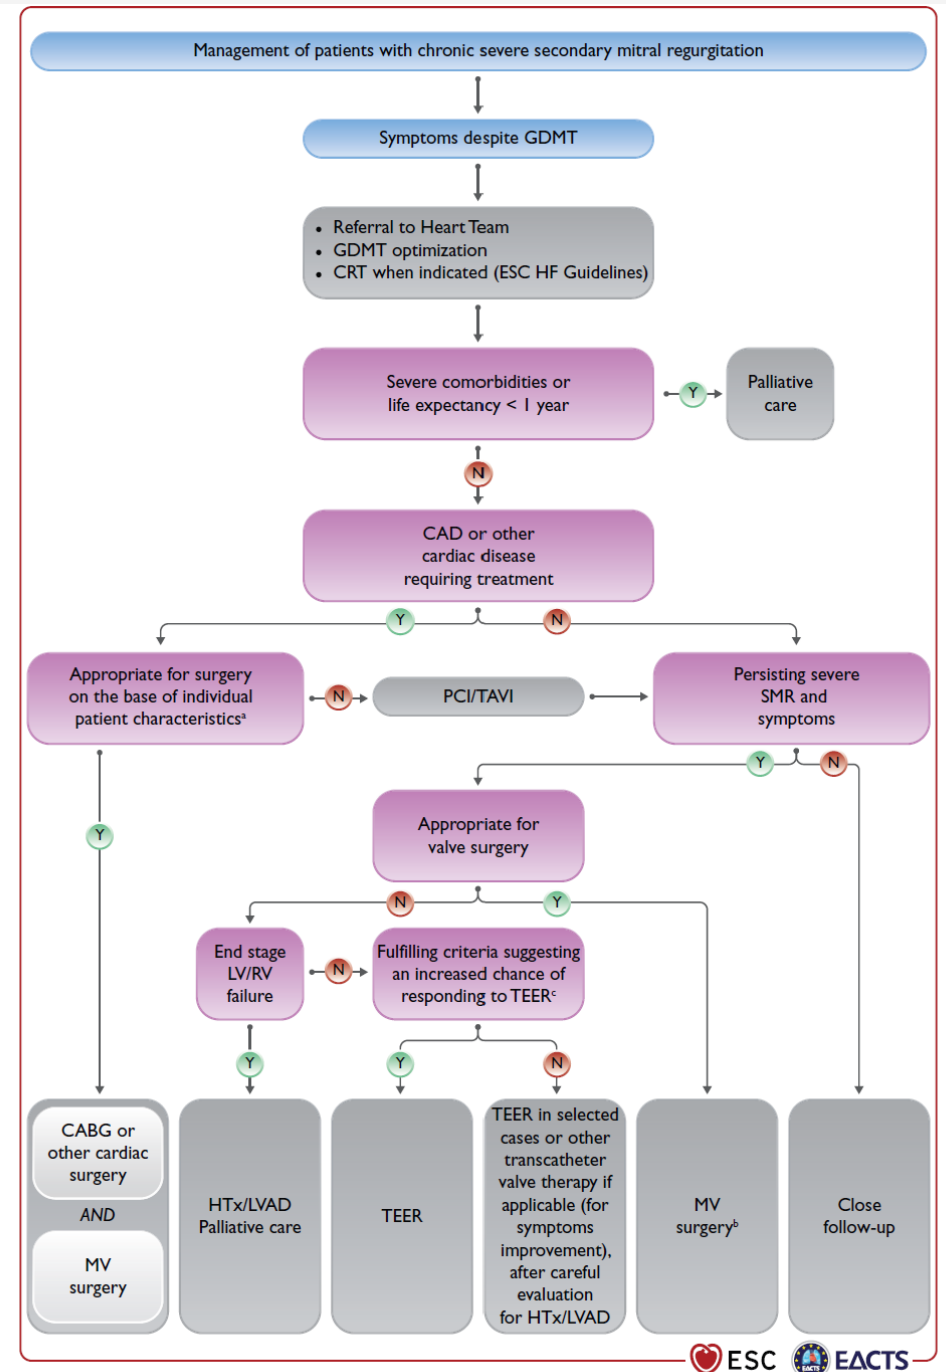 Management of patients with chronic severe secondary mitral regurgitation
Symptoms despite GDMT
• Referral to Heart Team
• GDMT optimization
• CRT when indicated (ESC HF Guidelines)
Severe comorbidities or
life expectancy < 1 year
Y
Palliative
care
N
CAD or other
cardiac disease
requiring treatment
Y
N
Appropriate for surgery
on the base of individual
patient characteristicsᵃ
N
PCI/TAVI
Persisting severe
SMR and
symptoms
Y
N
Y
Appropriate for
valve surgery
N
Y
End stage
LV/RV
failure
N
Fulfilling criteria suggesting
an increased chance of
responding to TEERᶜ
Y
Y
N
CABG or
other cardiac
surgery
AND
MV
surgery
HTx/LVAD
Palliative care
TEER
TEER in selected
cases or other
transcatheter
valve therapy if
applicable (for
symptoms
improvement),
after careful
evaluation
for HTx/LVAD
MV
surgeryᵇ
Close
follow-up
ESC
EACTS
EACTS